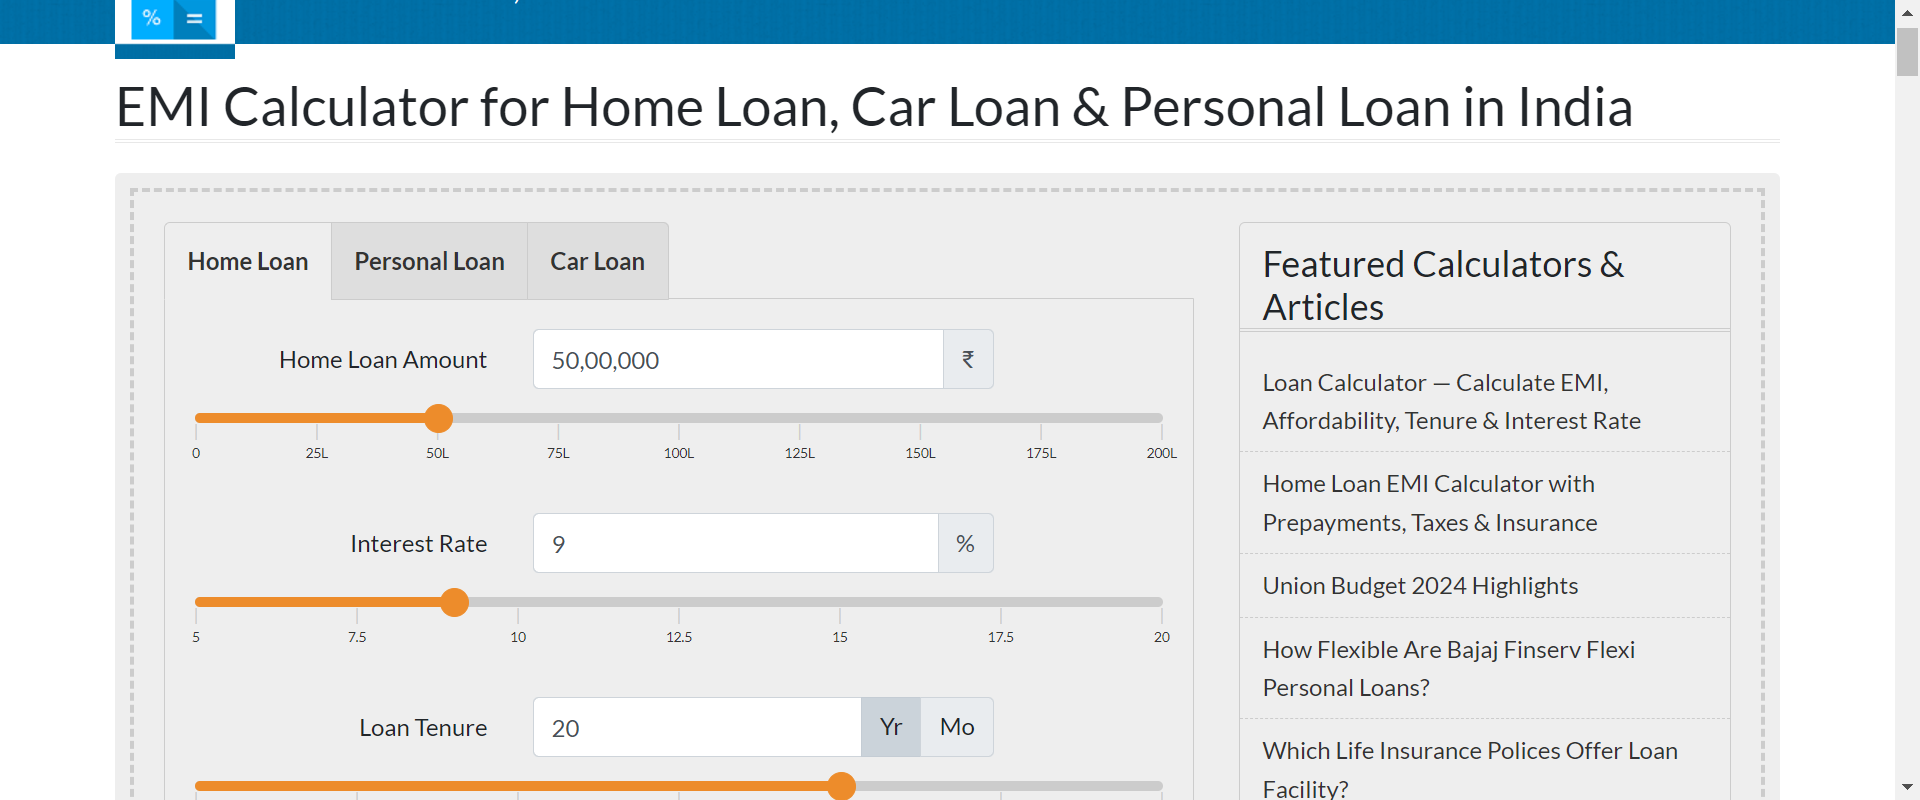 % =
EMI Calculator for Home Loan, Car Loan & Personal Loan in India
Home Loan Personal Loan Car Loan
Home Loan Amount 50,00,000 ₹
0 25L 50L 75L 100L 125L 150L 175L 200L
Interest Rate 9 %
5 7.5 10 12.5 15 17.5 20
Loan Tenure 20 Yr Mo
Featured Calculators &
Articles
Loan Calculator — Calculate EMI,
Affordability, Tenure & Interest Rate
Home Loan EMI Calculator with
Prepayments, Taxes & Insurance
Union Budget 2024 Highlights
How Flexible Are Bajaj Finserv Flexi
Personal Loans?
Which Life Insurance Polices Offer Loan
Facility?